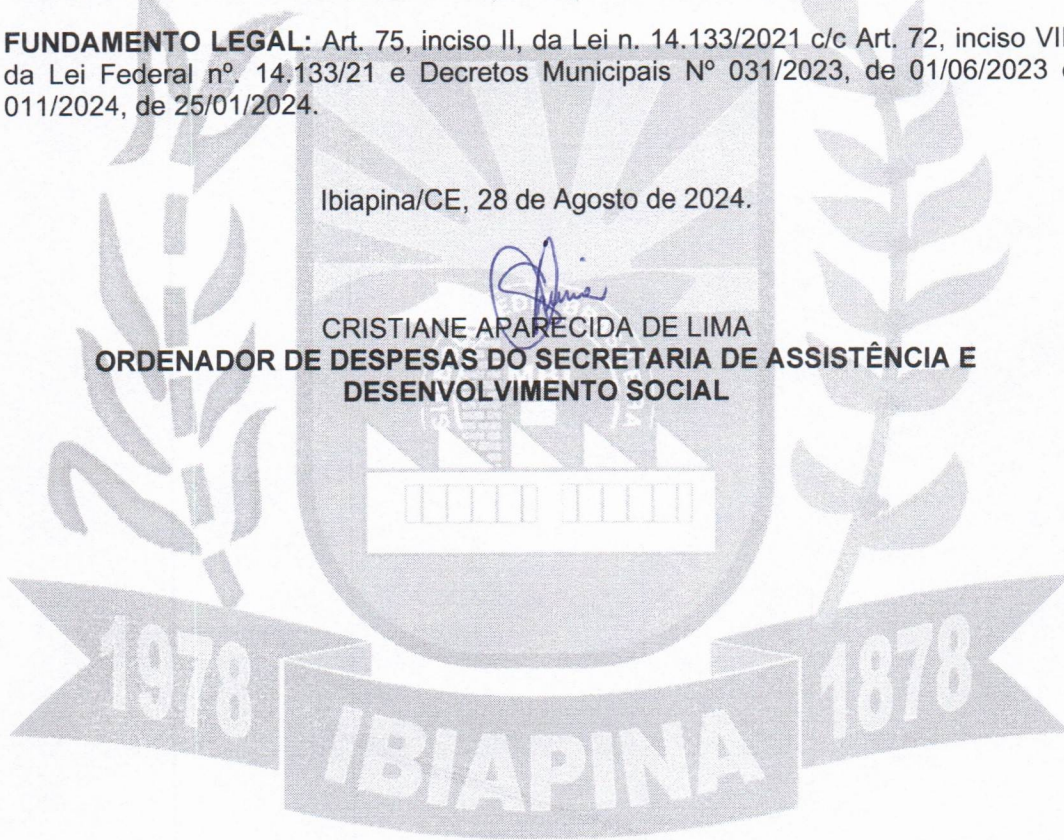 FUNDAMENTO LEGAL: Art. 75, inciso II, da Lei n. 14.133/2021 c/c Art. 72, inciso VII
da Lei Federal nº. 14.133/21 e Decretos Municipais Nº 031/2023, de 01/06/2023
011/2024, de 25/01/2024.
Ibiapina/CE, 28 de Agosto de 2024.
CRISTIANE APARECIDA DE LIMA
ORDENADOR DE DESPESAS DO SECRETARIA DE ASSISTÊNCIA E
DESENVOLVIMENTO SOCIAL
1978
1878
IBIAPINA